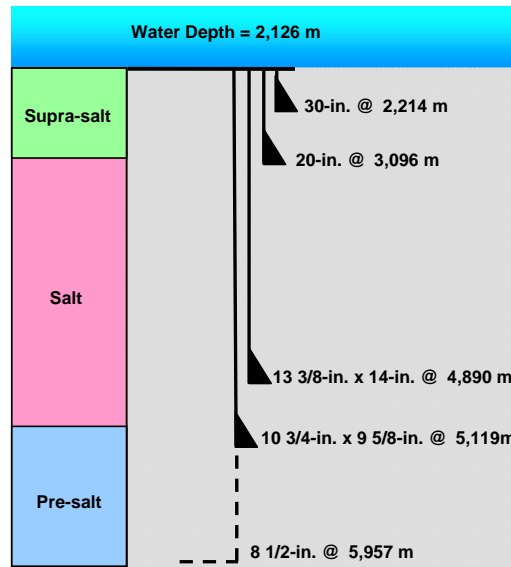 Water Depth = 2,126 m
Supra-salt
30-in. @ 2,214 m
20-in. @ 3,096 m
Salt
13 3/8-in. x 14-in. @ 4,890 m
10 3/4-in. x 9 5/8-in. @ 5,119m
Pre-salt
8 1/2-in. @ 5,957 m